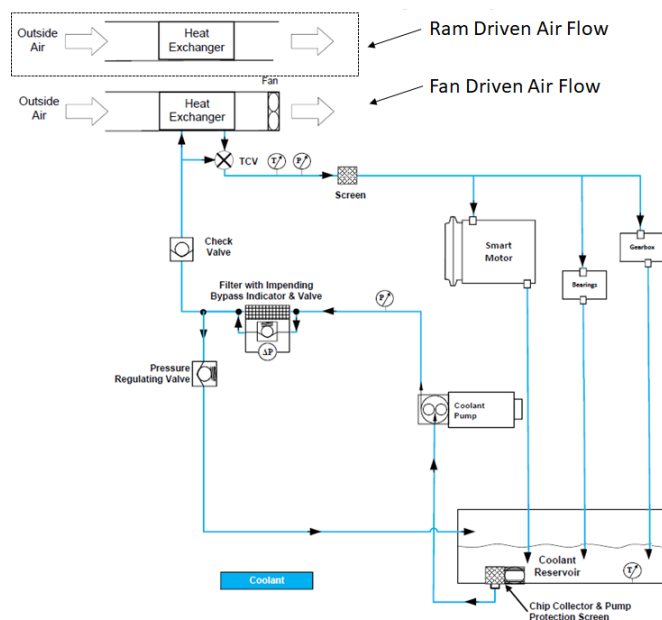 Outside
Air
Heat
Exchanger
Ram Driven Air Flow
Fan
Outside
Air
Heat
Exchanger
Fan Driven Air Flow
TCV
T
P
Screen
Check
Valve
Smart
Motor
Gearbox
Bearings
Filter with Impending
Bypass Indicator & Valve
P
ΔP
Pressure
Regulating Valve
Coolant
Pump
Coolant
Reservoir
T
Coolant
Chip Collector & Pump
Protection Screen